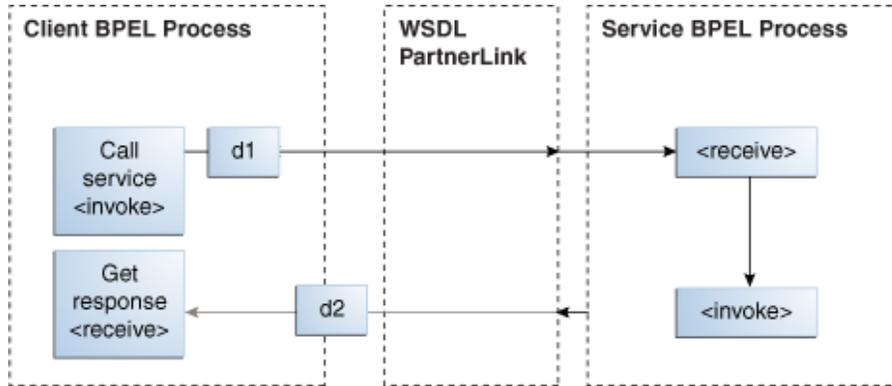 Client BPEL Process
WSDL
PartnerLink
Service BPEL Process
Call
service
<invoke>
d1
<receive>
Get
response
<receive>
d2
<invoke>